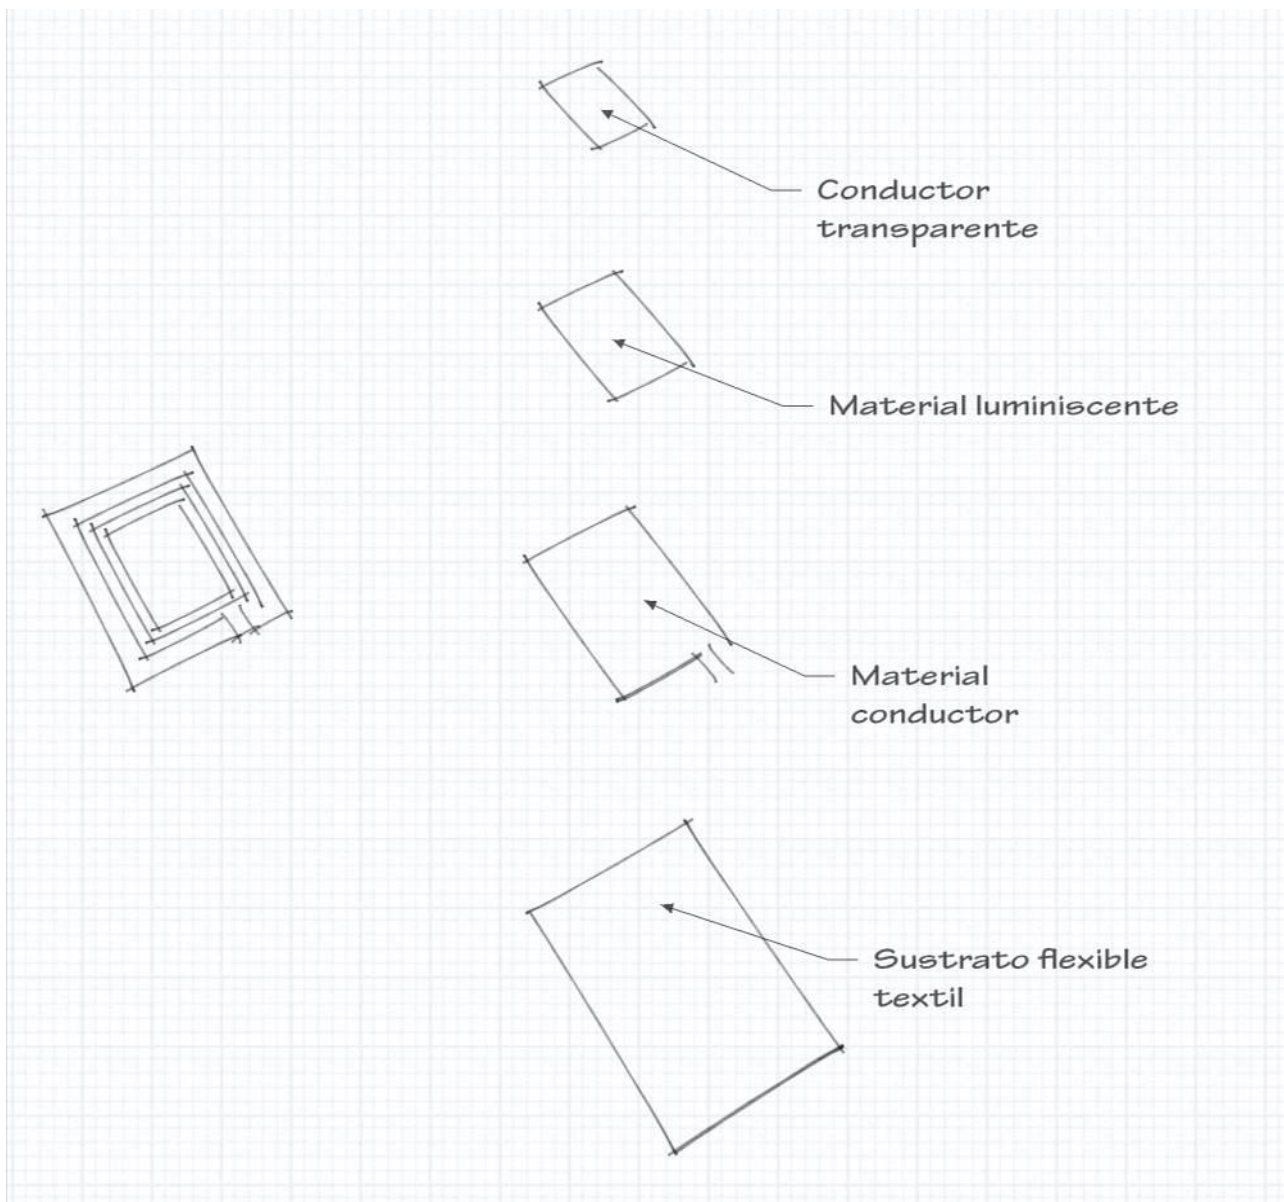 Conductor
transparente
Material luminiscente
Material
conductor
Sustrato flexible
textil